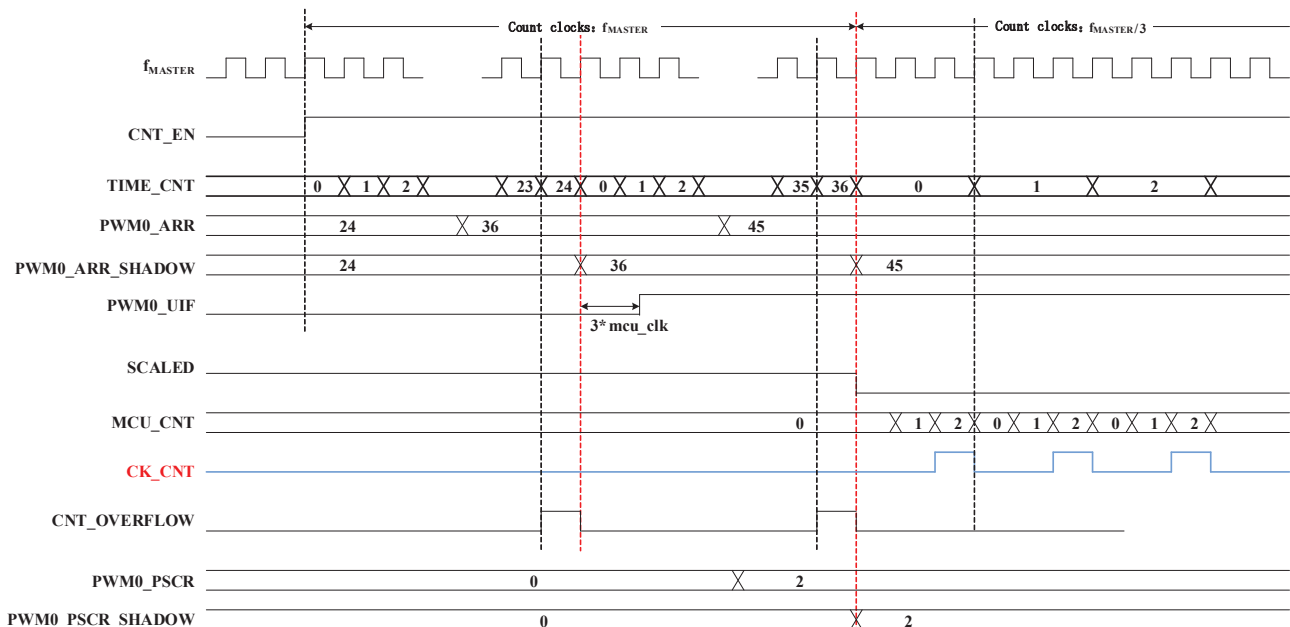 Count clocks: fMASTER Count clocks: fMASTER/3
fMASTER
CNT_EN
TIME_CNT 0 1 2 23 24 0 1 2 35 36 0 1 2
PWM0_ARR 24 36 45
PWM0_ARR_SHADOW 24 36 45
PWM0_UIF
3* mcu_clk
SCALED
MCU_CNT 0 1 2 0 1 2 0 1 2
CK_CNT
CNT_OVERFLOW
PWM0_PSCR 0 2
PWM0_PSCR_SHADOW 0 2